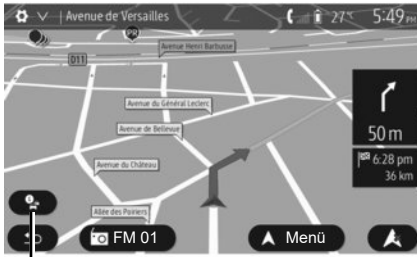 Avenue de Versailles 27° 5:49 PM
PR
Avenue Henri Barbusse
D11
Avenue du Général Leclerc
50 m
Avenue de Bellevue
6:28 pm
Avenue du Château
36 km
Allée des Poiriers
FM 01
Menü